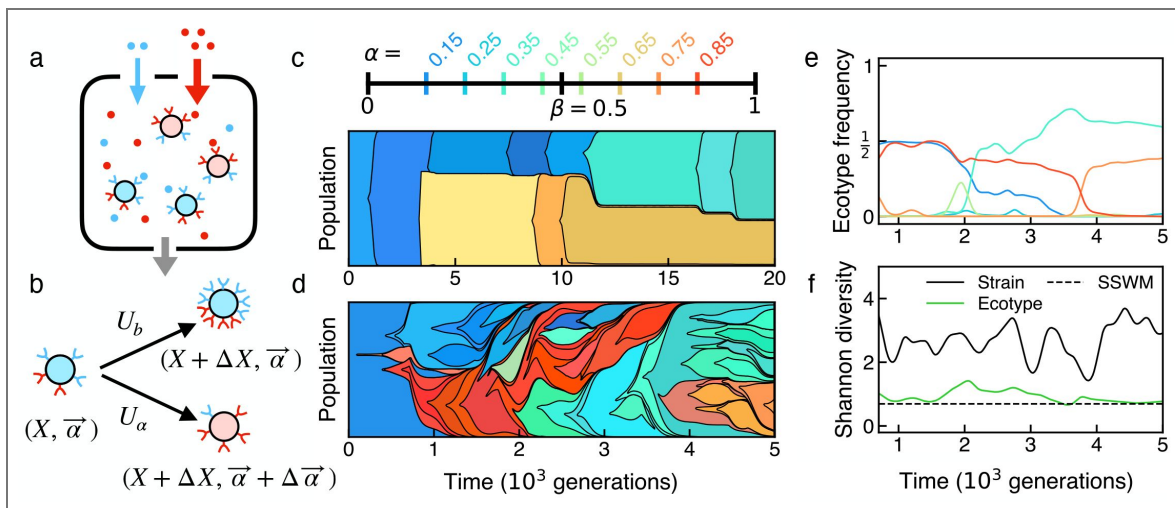 a
b
U_b
(X + ΔX, α⃗)
(X, α⃗)
U_α
(X + ΔX, α⃗ + Δα⃗)
c
α =
0.15
0.25
0.35
0.45
0.55
0.65
0.75
0.85
0
β = 0.5
1
Population
0
5
10
15
20
d
Population
0
1
2
3
4
5
Time (10³ generations)
e
Ecotype frequency
1
1/2
0
1
2
3
4
5
f
Shannon diversity
Strain
Ecotype
SSWM
4
2
0
1
2
3
4
5
Time (10³ generations)